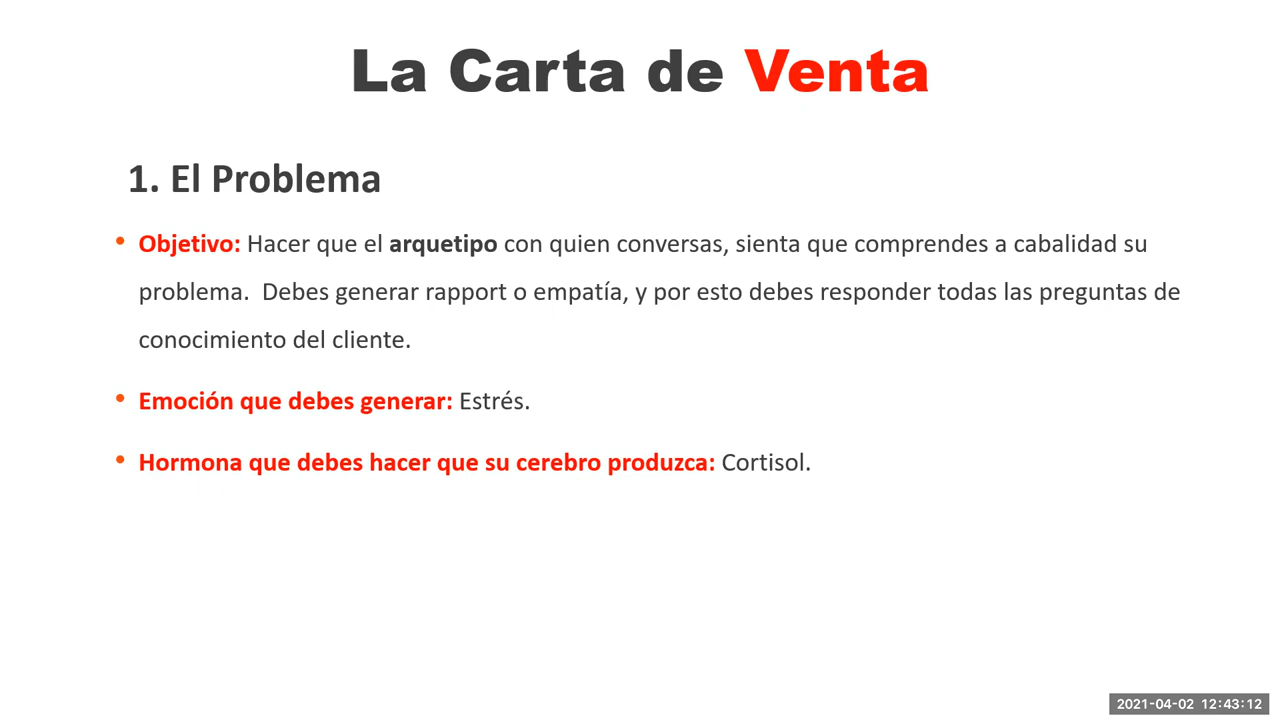 La Carta de Venta
1. El Problema
• Objetivo: Hacer que el arquetipo con quien conversas, sienta que comprendes a cabalidad su
problema.  Debes generar rapport o empatía, y por esto debes responder todas las preguntas de
conocimiento del cliente.
• Emoción que debes generar: Estrés.
• Hormona que debes hacer que su cerebro produzca: Cortisol.
2021-04-02 12:43:12